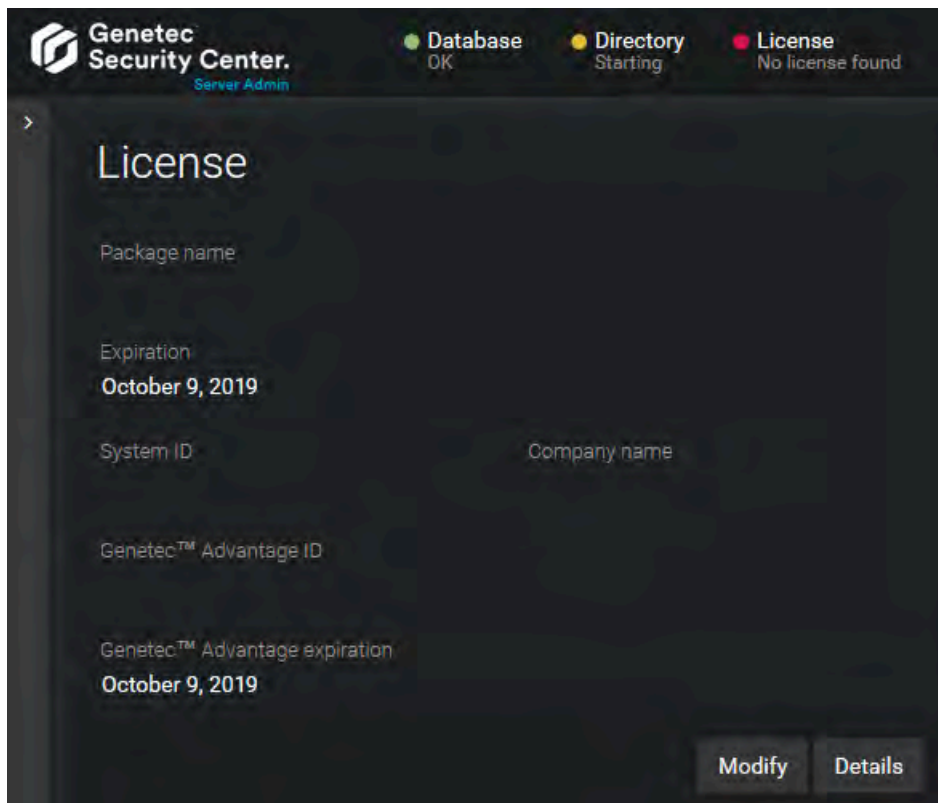 Genetec
Security Center.
Server Admin
Database
OK
Directory
Starting
License
No license found
License
Package name
Expiration
October 9, 2019
System ID
Company name
Genetec™ Advantage ID
Genetec™ Advantage expiration
October 9, 2019
Modify
Details